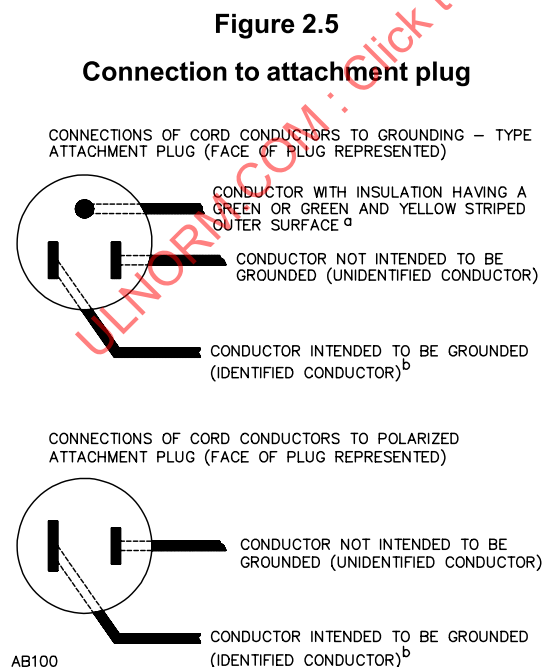 Figure 2.5
Connection to attachment plug
CONNECTIONS OF CORD CONDUCTORS TO GROUNDING – TYPE
ATTACHMENT PLUG (FACE OF PLUG REPRESENTED)
CONDUCTOR WITH INSULATION HAVING A
GREEN OR GREEN AND YELLOW STRIPED
OUTER SURFACE a
CONDUCTOR NOT INTENDED TO BE
GROUNDED (UNIDENTIFIED CONDUCTOR)
CONDUCTOR INTENDED TO BE GROUNDED
(IDENTIFIED CONDUCTOR)b
CONNECTIONS OF CORD CONDUCTORS TO POLARIZED
ATTACHMENT PLUG (FACE OF PLUG REPRESENTED)
CONDUCTOR NOT INTENDED TO BE
GROUNDED (UNIDENTIFIED CONDUCTOR)
CONDUCTOR INTENDED TO BE GROUNDED
(IDENTIFIED CONDUCTOR)b
AB100
ULNORM.COM : Click t